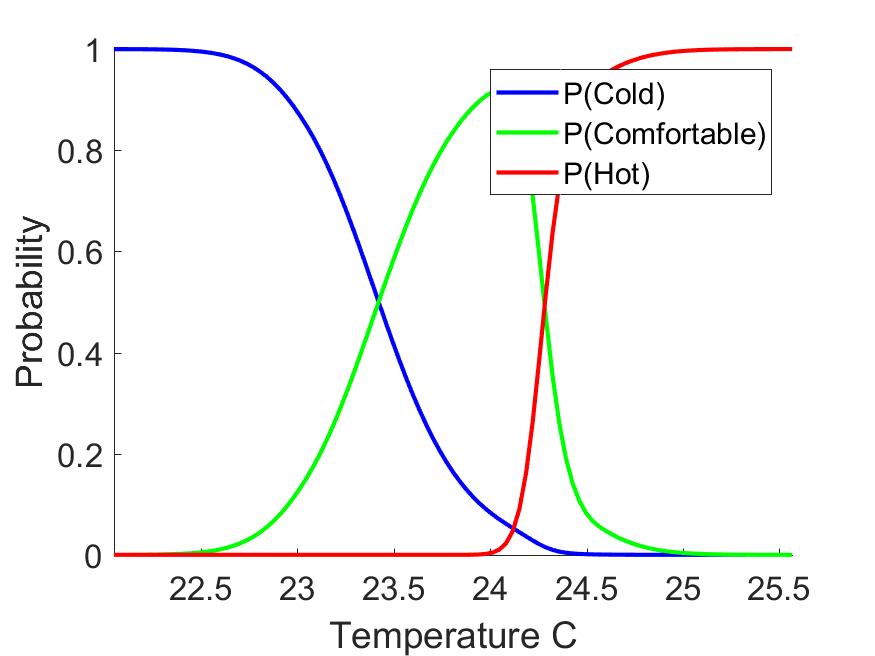 1
0.8
0.6
0.4
0.2
0
Probability
P(Cold)
P(Comfortable)
P(Hot)
22.5 23 23.5 24 24.5 25 25.5
Temperature C